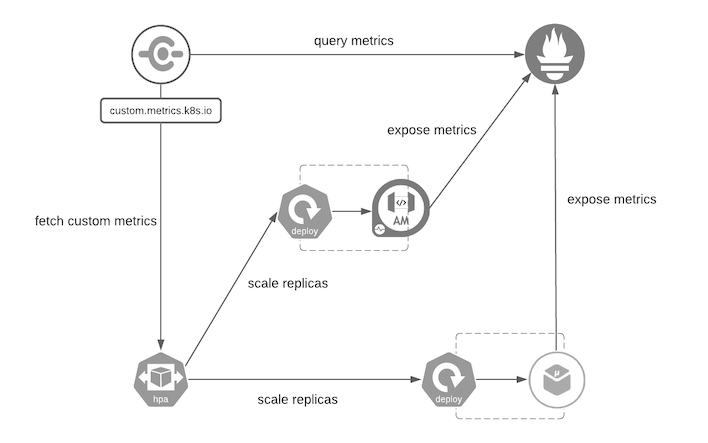 query metrics
custom.metrics.k8s.io
expose metrics
</>
AM
deploy
expose metrics
fetch custom metrics
scale replicas
μ
hpa
deploy
scale replicas